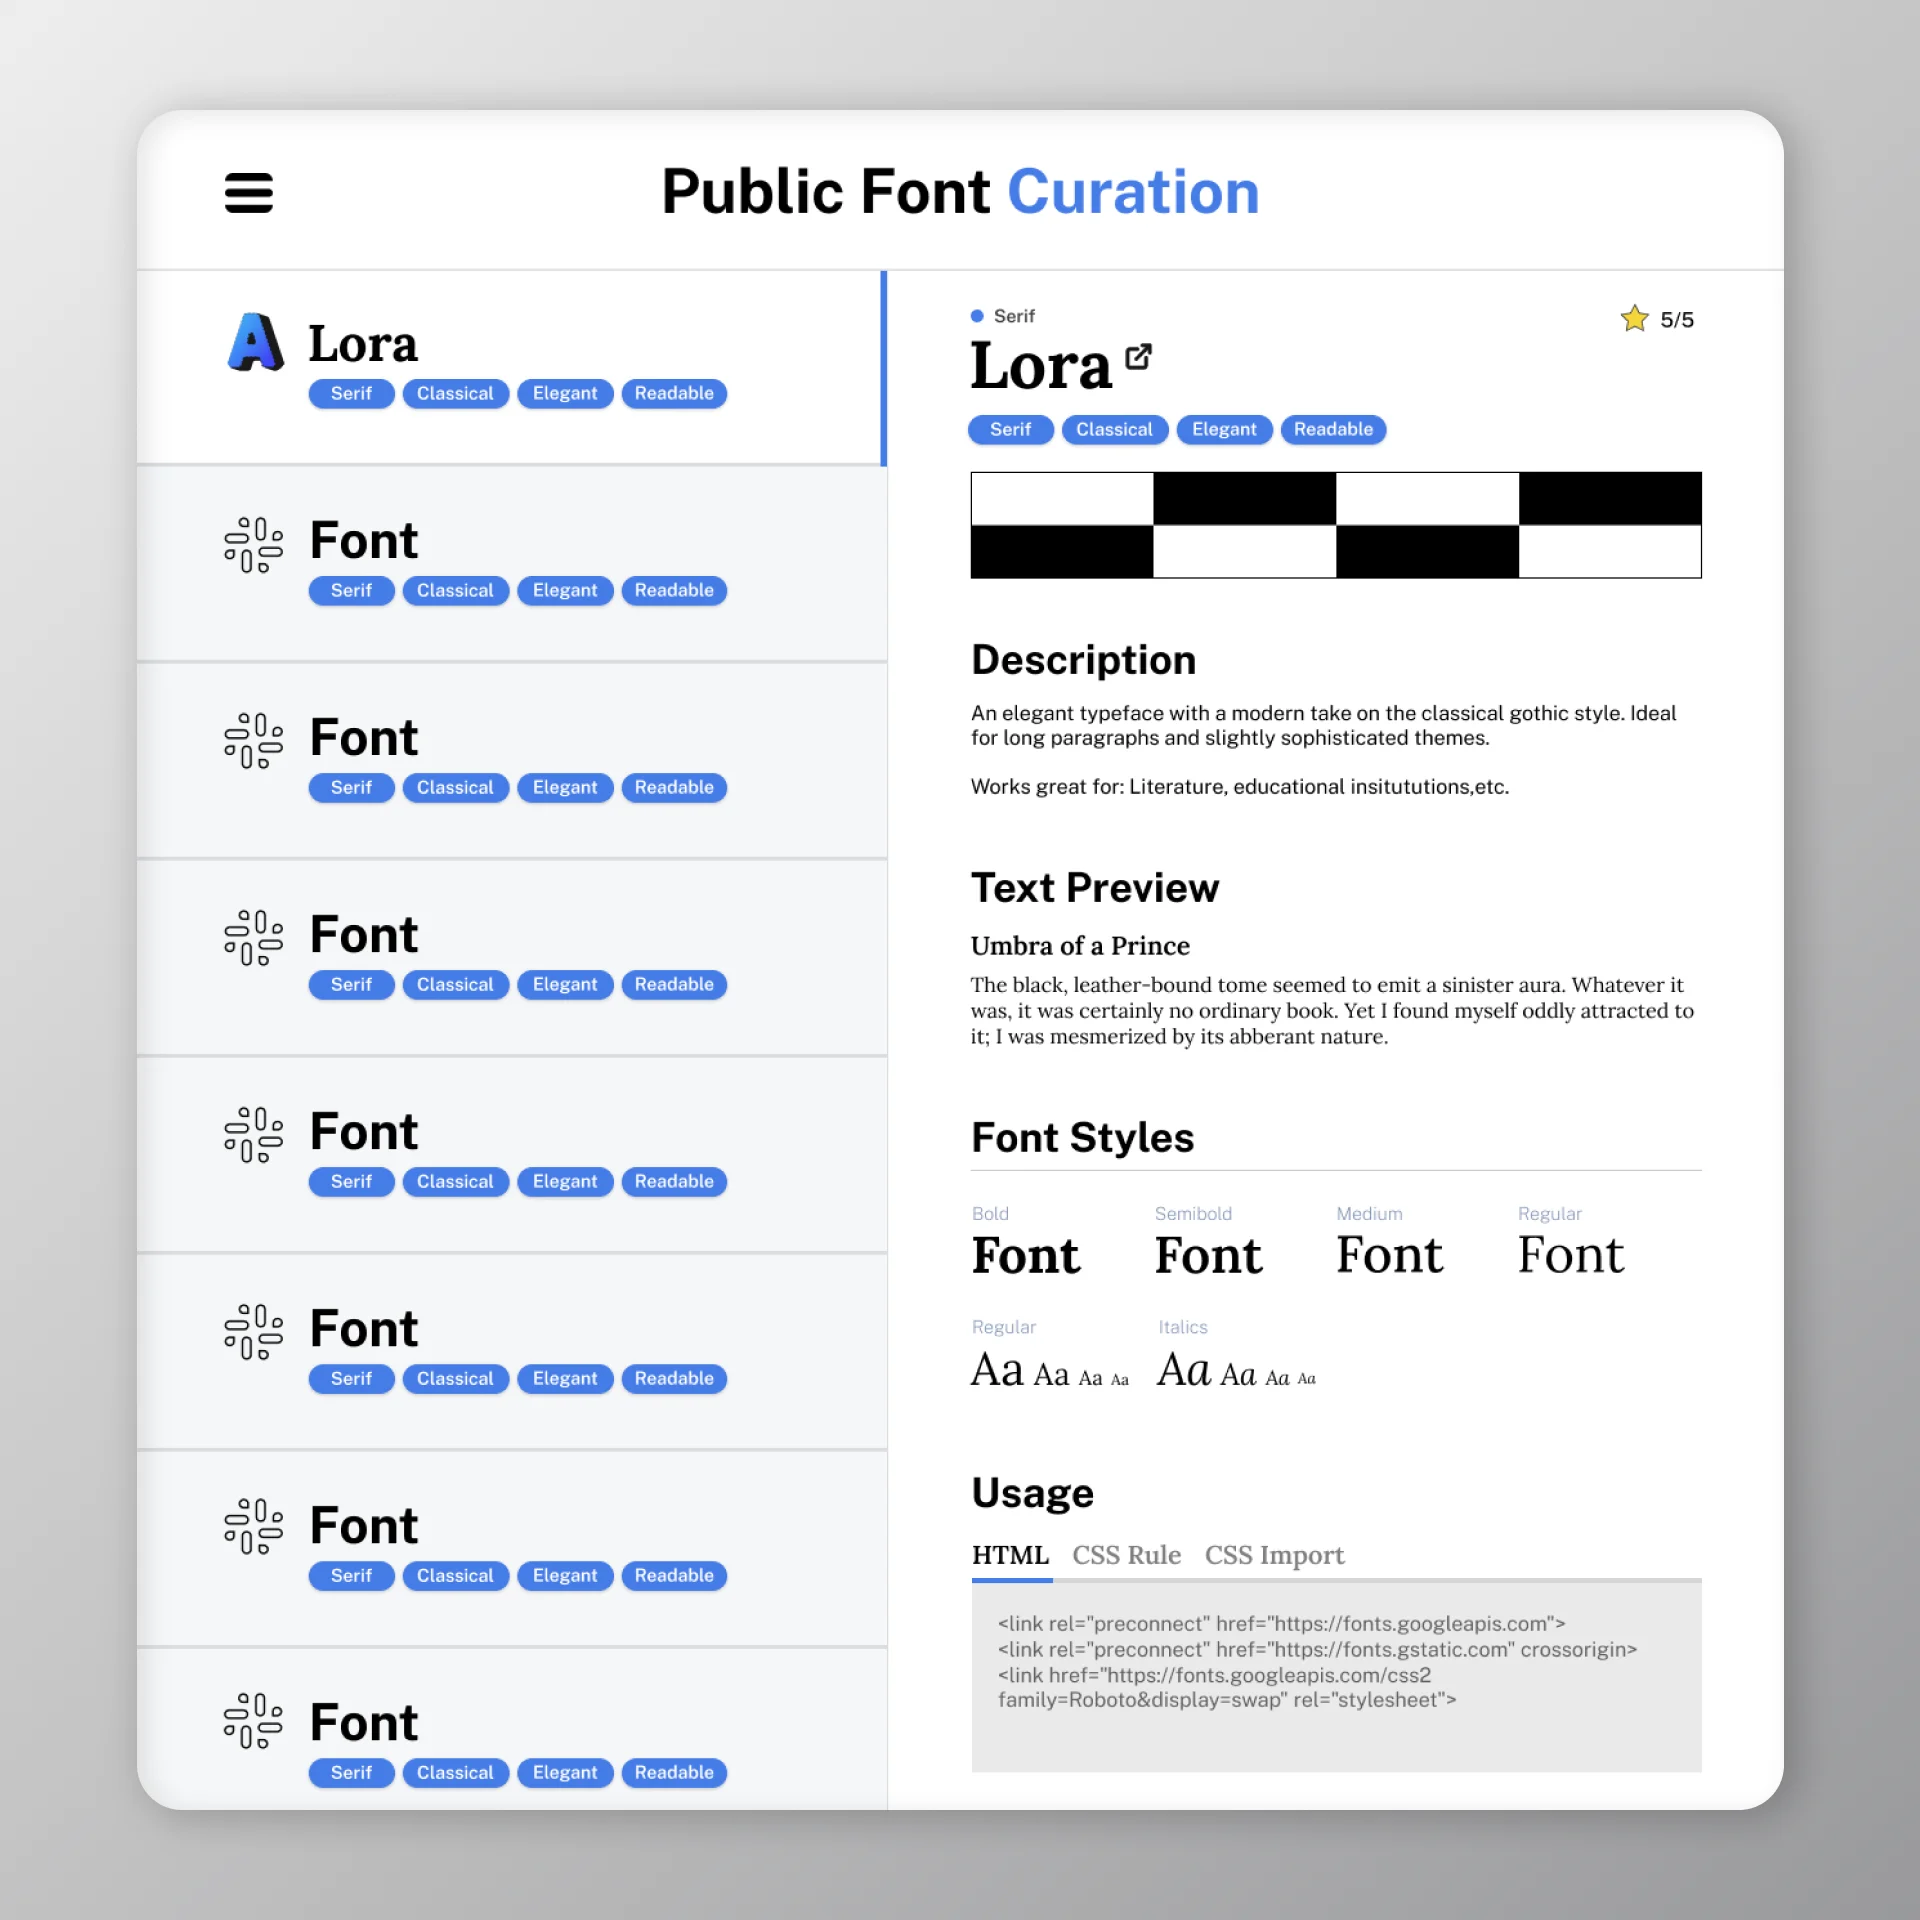 Public Font Curation
Lora
Serif Classical Elegant Readable
Font
Serif Classical Elegant Readable
Font
Serif Classical Elegant Readable
Font
Serif Classical Elegant Readable
Font
Serif Classical Elegant Readable
Font
Serif Classical Elegant Readable
Font
Serif Classical Elegant Readable
Font
Serif Classical Elegant Readable
Serif
5/5
Lora
Serif Classical Elegant Readable
Description
An elegant typeface with a modern take on the classical gothic style. Ideal
for long paragraphs and slightly sophisticated themes.
Works great for: Literature, educational insitututions,etc.
Text Preview
Umbra of a Prince
The black, leather-bound tome seemed to emit a sinister aura. Whatever it
was, it was certainly no ordinary book. Yet I found myself oddly attracted to
it; I was mesmerized by its abberant nature.
Font Styles
Bold Semibold Medium Regular
Font Font Font Font
Regular Italics
Aa Aa Aa Aa Aa Aa Aa Aa
Usage
HTML CSS Rule CSS Import
<link rel="preconnect" href="https://fonts.googleapis.com">
<link rel="preconnect" href="https://fonts.gstatic.com" crossorigin>
<link href="https://fonts.googleapis.com/css2
family=Roboto&display=swap" rel="stylesheet">